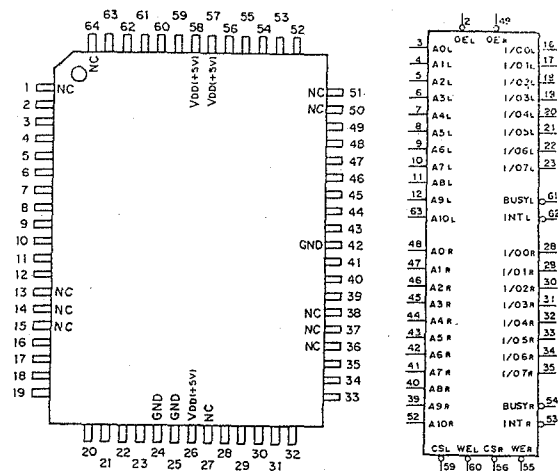 63 61 59 57 55 53
64 62 60 58 56 54 52
NC VDD(+5V) VDD(+5V)
1 NC
2
3
4
5
6
7
8
9
10
11
12
13 NC
14 NC
15 NC
16
17
18
19
NC 51
NC 50
49
48
47
46
45
44
43
GND 42
41
40
39
NC 38
NC 37
NC 36
35
34
33
GND GND VDD(+5V) NC
20 22 24 26 28 30 32
21 23 25 27 29 31
2 49
OEL OER
3 A0L I/O0L 16
4 A1L I/O1L 17
5 A2L I/O2L 18
6 A3L I/O3L 19
7 A4L I/O4L 20
8 A5L I/O5L 21
9 A6L I/O6L 22
10 A7L I/O7L 23
11 A8L
12 A9L BUSYL 61
63 A10L INTL 62
48 A0R I/O0R 28
47 A1R I/O1R 29
46 A2R I/O2R 30
45 A3R I/O3R 31
44 A4R I/O4R 32
43 A5R I/O5R 33
42 A6R I/O6R 34
41 A7R I/O7R 35
40 A8R
39 A9R BUSYR 54
52 A10R INTR 53
CSL WEL CSR WER
59 60 56 55